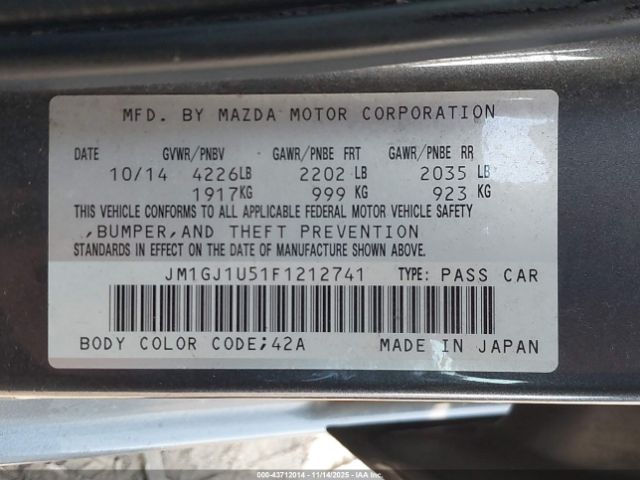 MFD. BY MAZDA MOTOR CORPORATION
DATE GVWR/PNBV GAWR/PNBE FRT GAWR/PNBE RR
10/14 4226LB 2202 LB 2035 LB
1917KG 999 KG 923 KG
THIS VEHICLE CONFORMS TO ALL APPLICABLE FEDERAL MOTOR VEHICLE SAFETY
,BUMPER,AND THEFT PREVENTION
STANDARDS IN EFFECT ON THE DATE OF MANUFACTURE SHOWN ABOVE.
JM1GJ1U51F1212741 TYPE: PASS CAR
BODY COLOR CODE;42A MADE IN JAPAN
000-43712014 - 11/14/2025 - IAAI.COM